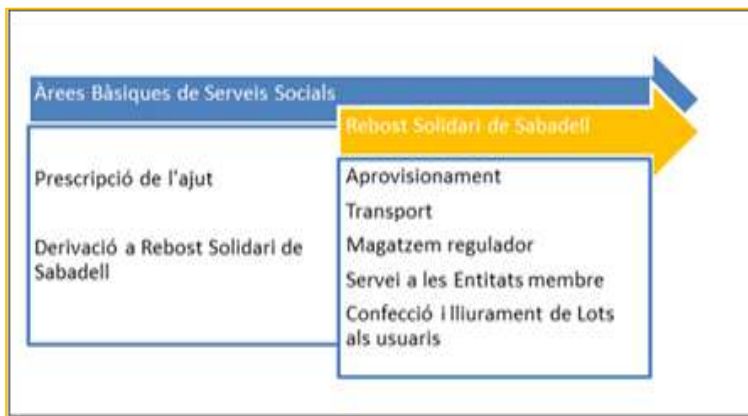 Àrees Bàsiques de Serveis Socials
Prescripció de l'ajut
Derivació a Rebost Solidari de
Sabadell
Rebost Solidari de Sabadell
Aprovisionament
Transport
Magatzem regulador
Servei a les Entitats membre
Confecció i lliurament de Lots
als usuaris